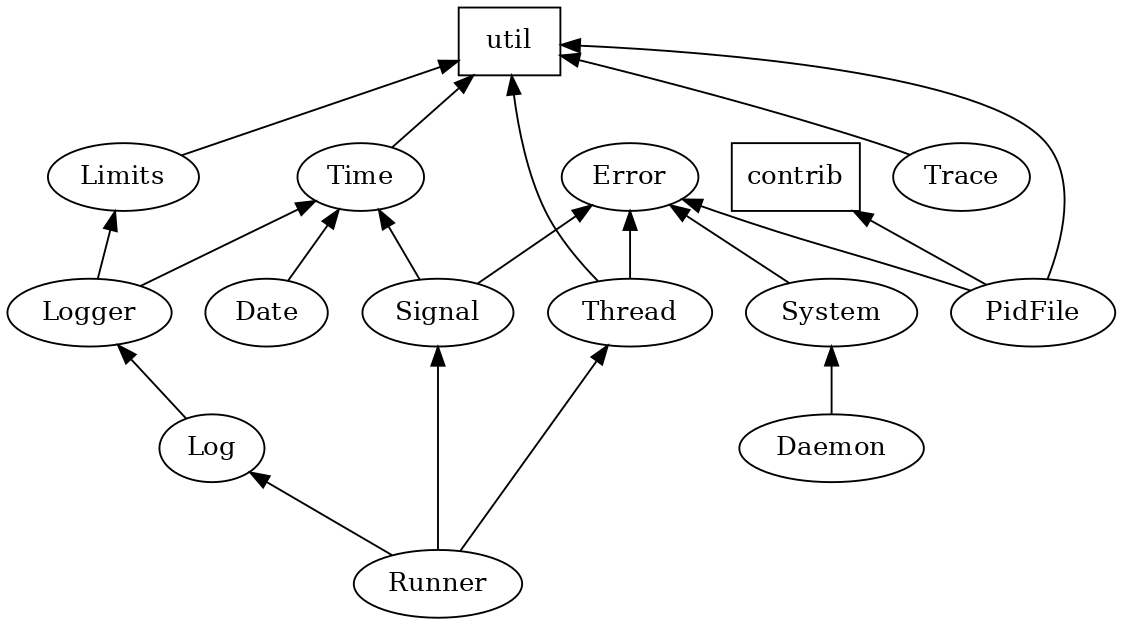 util
Limits
Time
Error
contrib
Trace
Logger
Date
Signal
Thread
System
PidFile
Log
Daemon
Runner